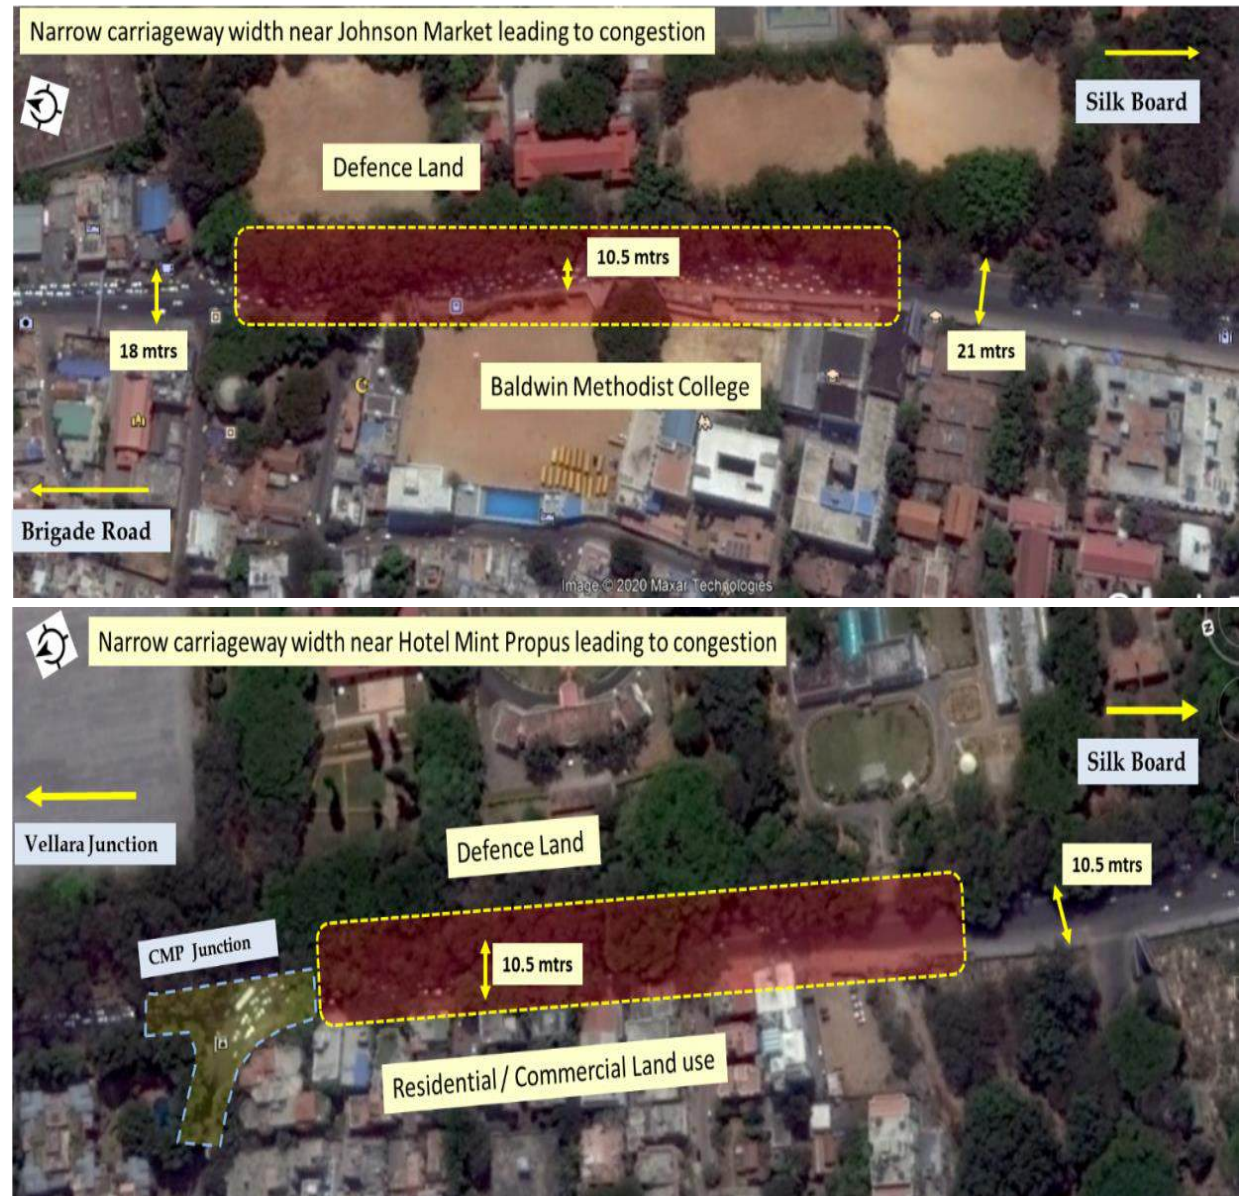 Narrow carriageway width near Johnson Market leading to congestion
Silk Board
Defence Land
10.5 mtrs
18 mtrs
21 mtrs
Baldwin Methodist College
Brigade Road
Image © 2020 Maxar Technologies
Narrow carriageway width near Hotel Mint Propus leading to congestion
N
Silk Board
Vellara Junction
Defence Land
10.5 mtrs
CMP Junction
10.5 mtrs
Residential / Commercial Land use